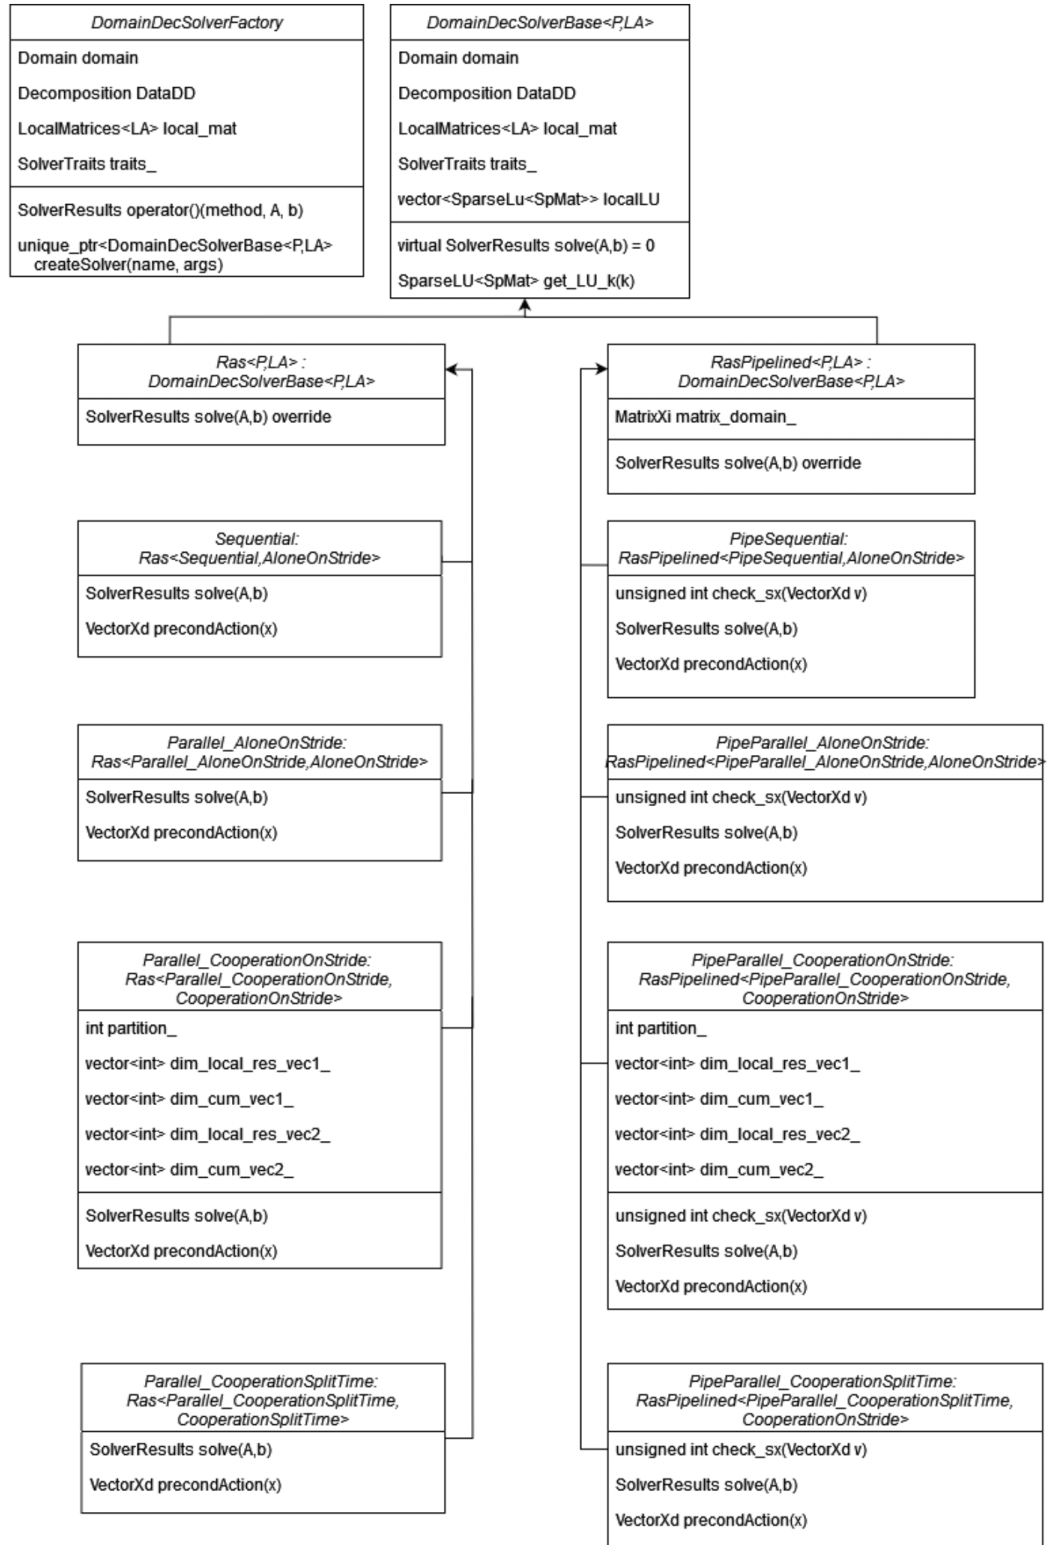 DomainDecSolverFactory
Domain domain
Decomposition DataDD
LocalMatrices<LA> local_mat
SolverTraits traits_
SolverResults operator()(method, A, b)
unique_ptr<DomainDecSolverBase<P,LA>
createSolver(name, args)
DomainDecSolverBase<P,LA>
Domain domain
Decomposition DataDD
LocalMatrices<LA> local_mat
SolverTraits traits_
vector<SparseLu<SpMat>> localLU
virtual SolverResults solve(A,b) = 0
SparseLU<SpMat> get_LU_k(k)
Ras<P,LA> :
DomainDecSolverBase<P,LA>
SolverResults solve(A,b) override
RasPipelined<P,LA> :
DomainDecSolverBase<P,LA>
MatrixXi matrix_domain_
SolverResults solve(A,b) override
Sequential:
Ras<Sequential,AloneOnStride>
SolverResults solve(A,b)
VectorXd precondAction(x)
PipeSequential:
RasPipelined<PipeSequential,AloneOnStride>
unsigned int check_sx(VectorXd v)
SolverResults solve(A,b)
VectorXd precondAction(x)
Parallel_AloneOnStride:
Ras<Parallel_AloneOnStride,AloneOnStride>
SolverResults solve(A,b)
VectorXd precondAction(x)
PipeParallel_AloneOnStride:
RasPipelined<PipeParallel_AloneOnStride,AloneOnStride>
unsigned int check_sx(VectorXd v)
SolverResults solve(A,b)
VectorXd precondAction(x)
Parallel_CooperationOnStride:
Ras<Parallel_CooperationOnStride,
CooperationOnStride>
int partition_
vector<int> dim_local_res_vec1_
vector<int> dim_cum_vec1_
vector<int> dim_local_res_vec2_
vector<int> dim_cum_vec2_
SolverResults solve(A,b)
VectorXd precondAction(x)
PipeParallel_CooperationOnStride:
RasPipelined<PipeParallel_CooperationOnStride,
CooperationOnStride>
int partition_
vector<int> dim_local_res_vec1_
vector<int> dim_cum_vec1_
vector<int> dim_local_res_vec2_
vector<int> dim_cum_vec2_
unsigned int check_sx(VectorXd v)
SolverResults solve(A,b)
VectorXd precondAction(x)
Parallel_CooperationSplitTime:
Ras<Parallel_CooperationSplitTime,
CooperationSplitTime>
SolverResults solve(A,b)
VectorXd precondAction(x)
PipeParallel_CooperationSplitTime:
RasPipelined<PipeParallel_CooperationSplitTime,
CooperationOnStride>
unsigned int check_sx(VectorXd v)
SolverResults solve(A,b)
VectorXd precondAction(x)